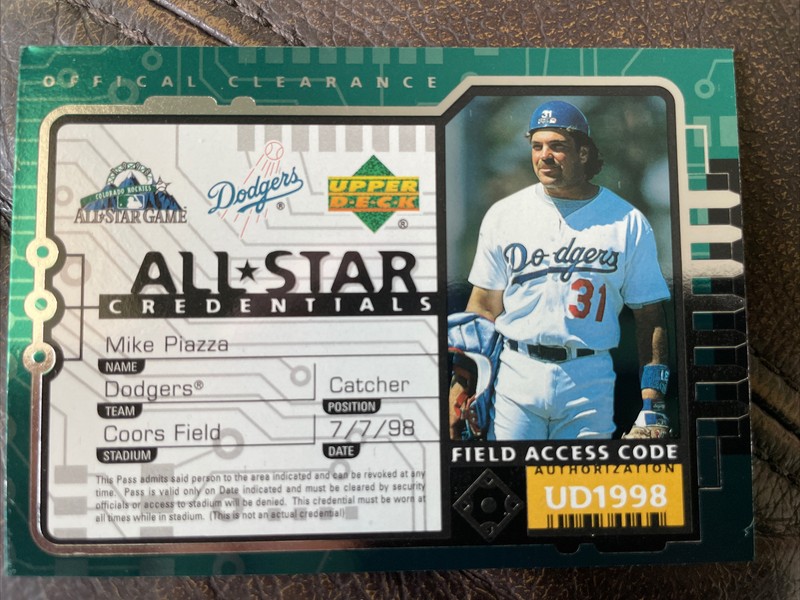 OFFICAL CLEARANCE
COLORADO ROCKIES
ALL-STAR GAME
Dodgers®
UPPER
DECK®
ALL★STAR
CREDENTIALS
Mike Piazza
NAME
Dodgers® Catcher
TEAM POSITION
Coors Field 7/7/98
STADIUM DATE
This Pass admits said person to the area indicated and can be revoked at any
time. Pass is valid only on Date indicated and must be cleared by security
officials or access to stadium will be denied. This credential must be worn at
all times while in stadium. (This is not an actual credential)
31
Dodgers
31
FIELD ACCESS CODE
AUTHORIZATION
UD1998